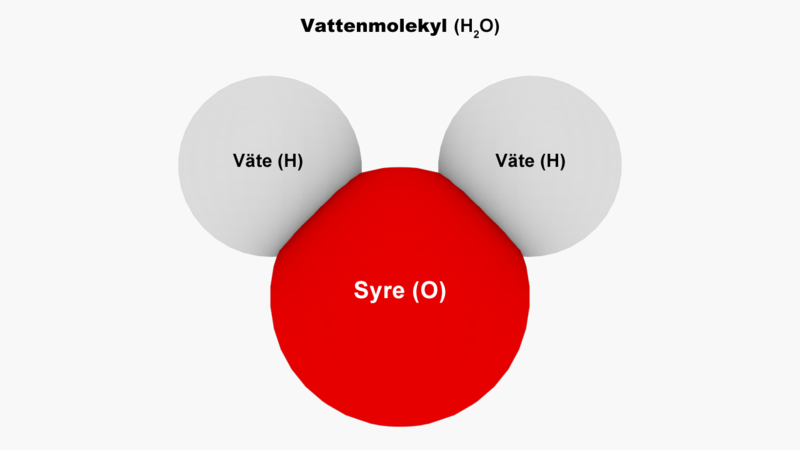 Vattenmolekyl (H₂O)
Väte (H)
Väte (H)
Syre (O)